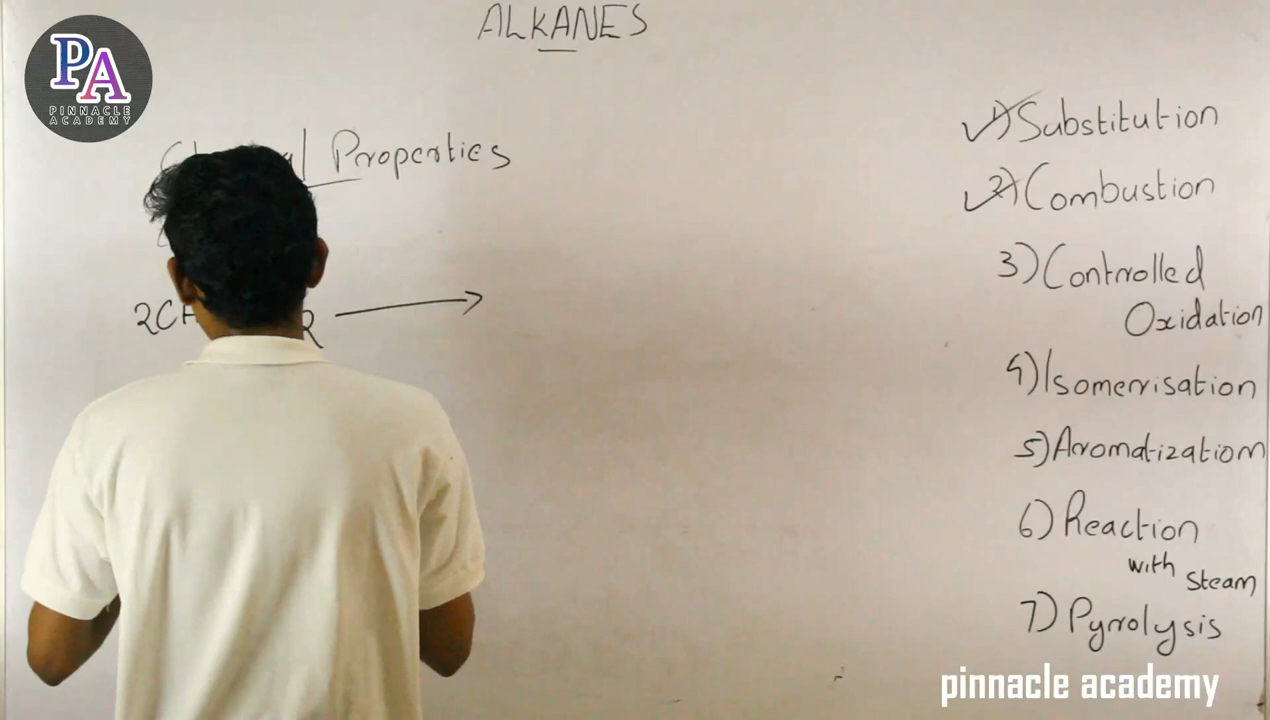 ALKANES
PA
PINNACLE
ACADEMY
Properties
1) Substitution
2) Combustion
3) Controlled
Oxidation
4) Isomerisation
5) Aromatization
6) Reaction
with Steam
7) Pyrolysis
pinnacle academy